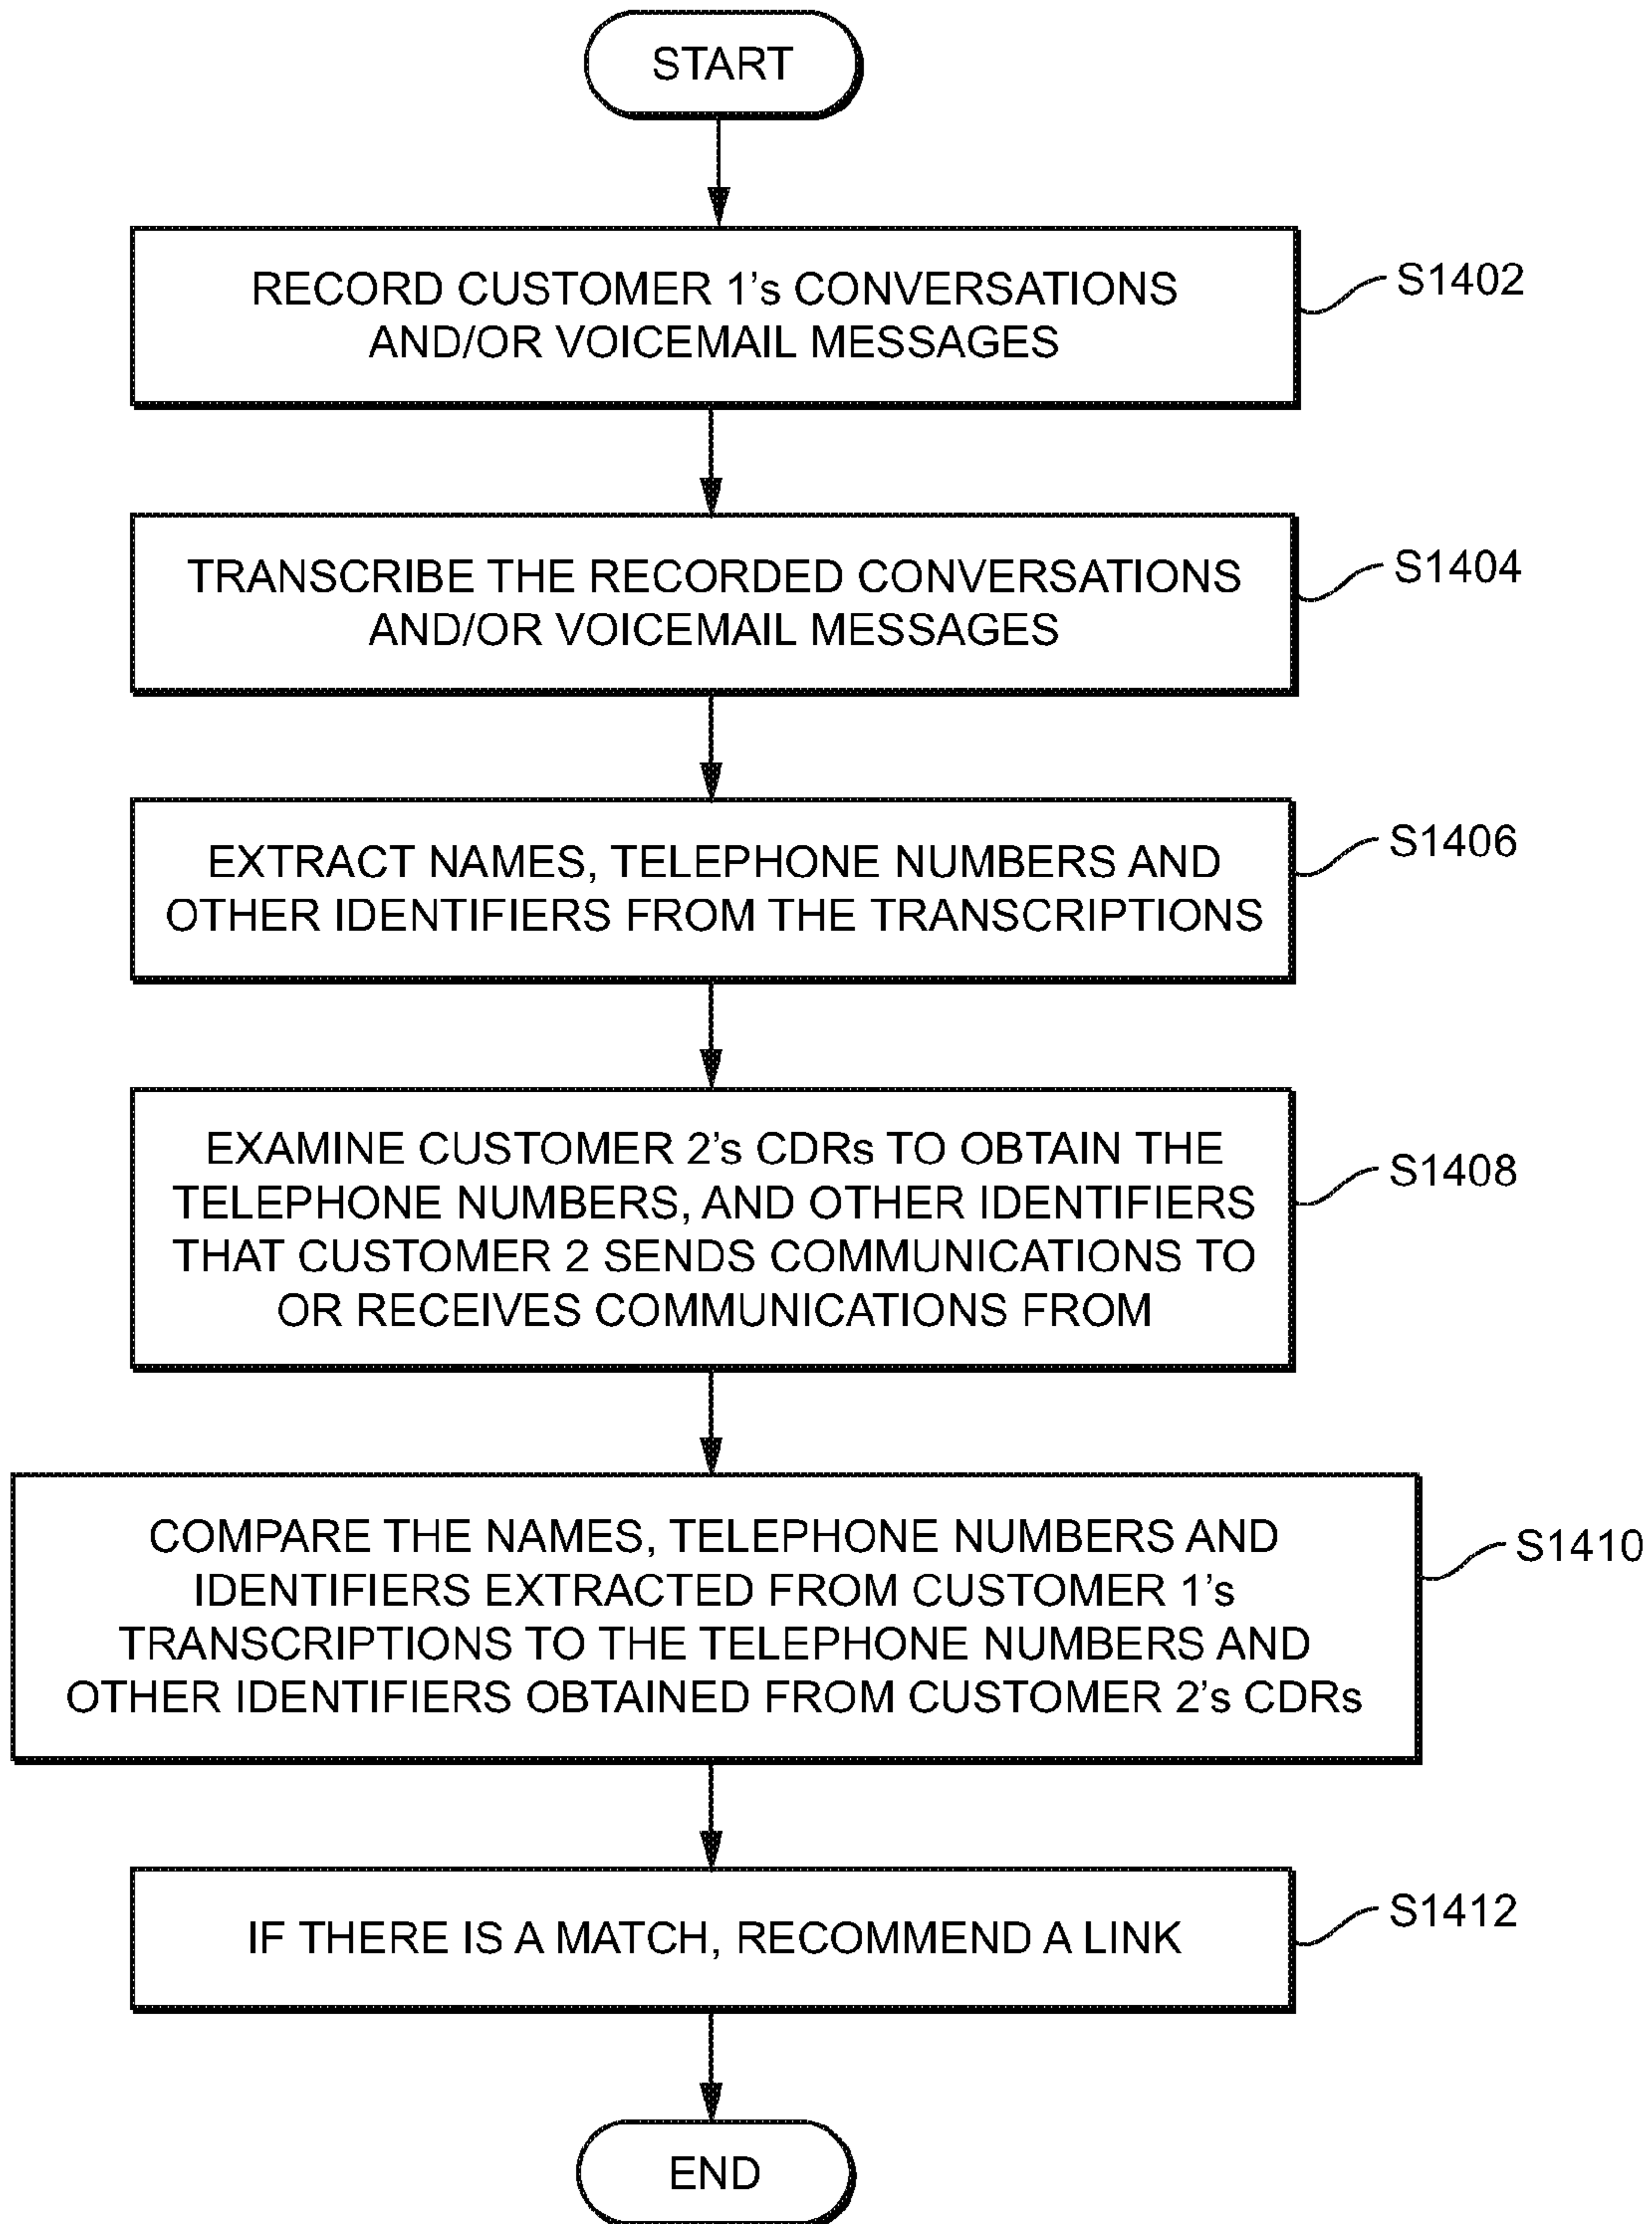 START
RECORD CUSTOMER 1's CONVERSATIONS
AND/OR VOICEMAIL MESSAGES
S1402
TRANSCRIBE THE RECORDED CONVERSATIONS
AND/OR VOICEMAIL MESSAGES
S1404
EXTRACT NAMES, TELEPHONE NUMBERS AND
OTHER IDENTIFIERS FROM THE TRANSCRIPTIONS
S1406
EXAMINE CUSTOMER 2's CDRs TO OBTAIN THE
TELEPHONE NUMBERS, AND OTHER IDENTIFIERS
THAT CUSTOMER 2 SENDS COMMUNICATIONS TO
OR RECEIVES COMMUNICATIONS FROM
S1408
COMPARE THE NAMES, TELEPHONE NUMBERS AND
IDENTIFIERS EXTRACTED FROM CUSTOMER 1's
TRANSCRIPTIONS TO THE TELEPHONE NUMBERS AND
OTHER IDENTIFIERS OBTAINED FROM CUSTOMER 2's CDRs
S1410
IF THERE IS A MATCH, RECOMMEND A LINK
S1412
END